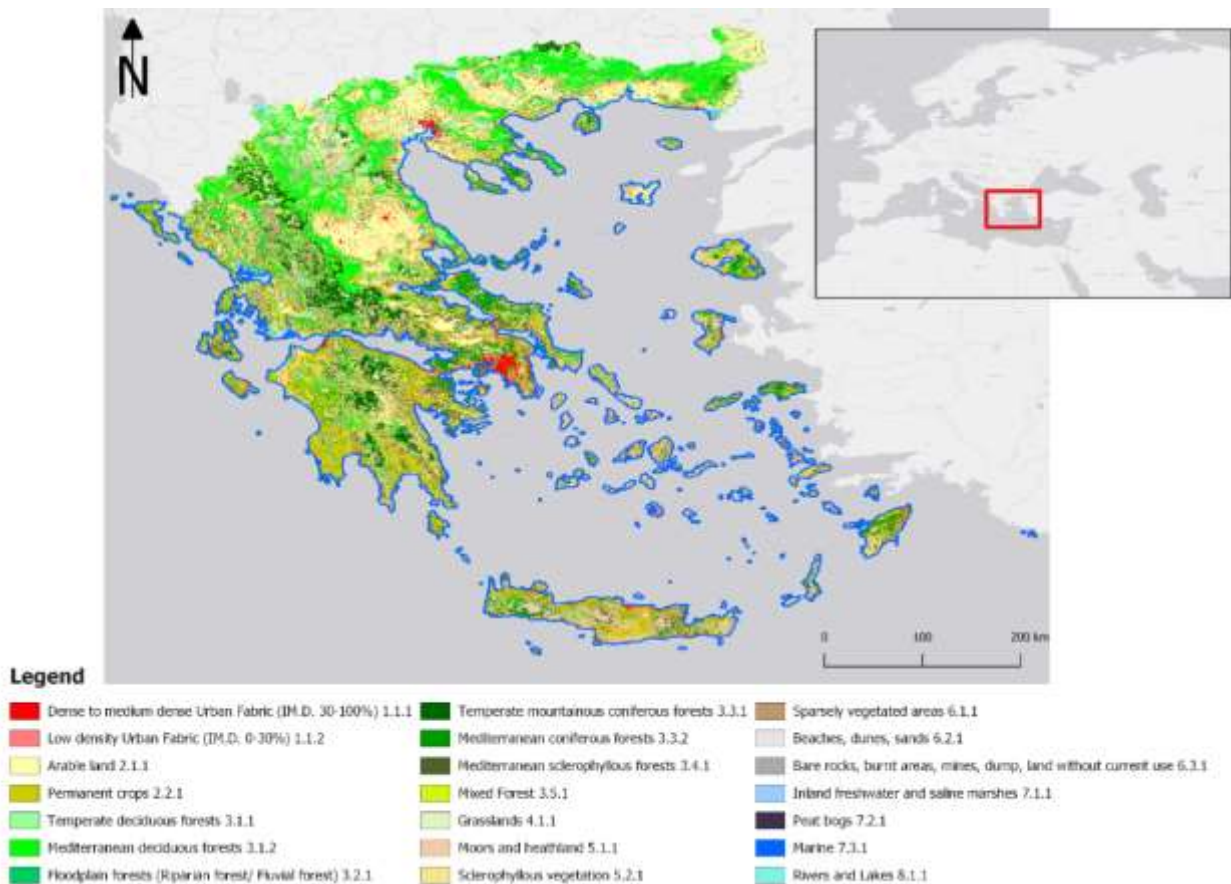 N
0 100 200 km
Legend
Dense to medium dense Urban Fabric (IM.D. 30-100%) 1.1.1
Low density Urban Fabric (IM.D. 0-30%) 1.1.2
Arable land 2.1.1
Permanent crops 2.2.1
Temperate deciduous forests 3.1.1
Mediterranean deciduous forests 3.1.2
Floodplain forests (Riparian forest/ Fluvial forest) 3.2.1
Temperate mountainous coniferous forests 3.3.1
Mediterranean coniferous forests 3.3.2
Mediterranean sclerophyllous forests 3.4.1
Mixed Forest 3.5.1
Grasslands 4.1.1
Moors and heathland 5.1.1
Sclerophyllous vegetation 5.2.1
Sparsely vegetated areas 6.1.1
Beaches, dunes, sands 6.2.1
Bare rocks, burnt areas, mines, dump, land without current use 6.3.1
Inland freshwater and saline marshes 7.1.1
Peat bogs 7.2.1
Marine 7.3.1
Rivers and Lakes 8.1.1